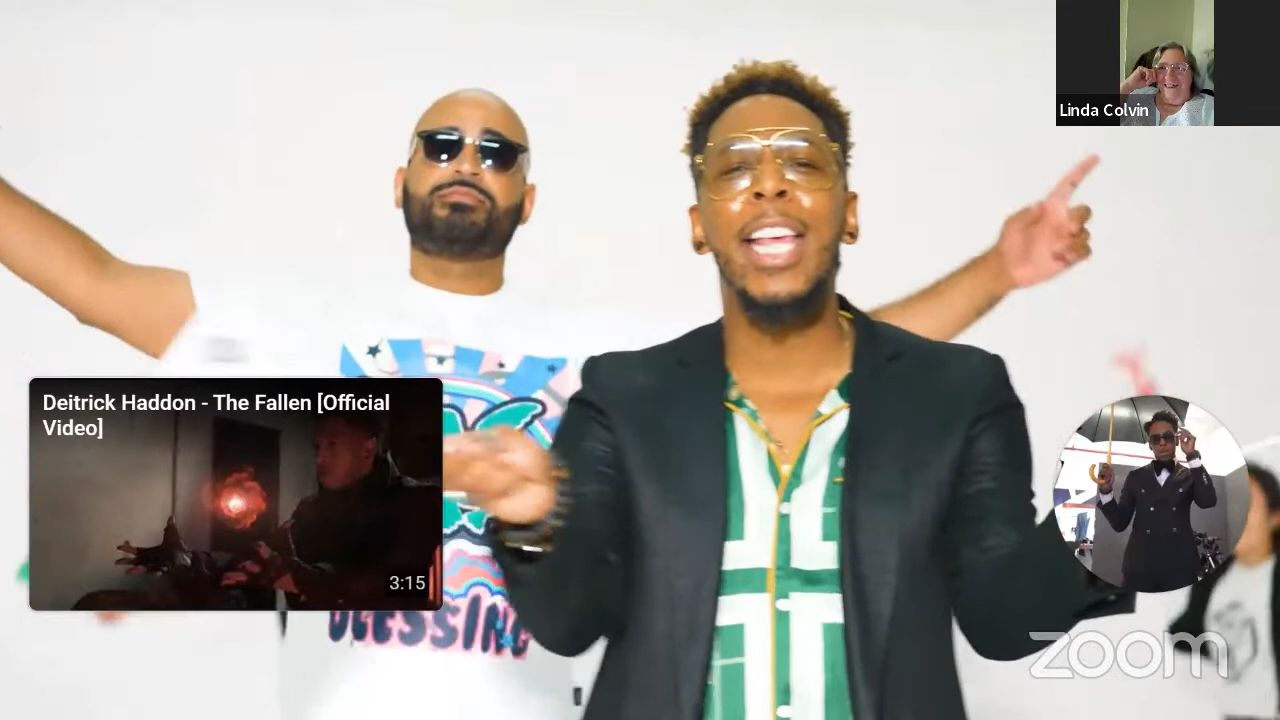 Linda Colvin
Deitrick Haddon - The Fallen [Official
Video]
3:15
BLESSING
zoom